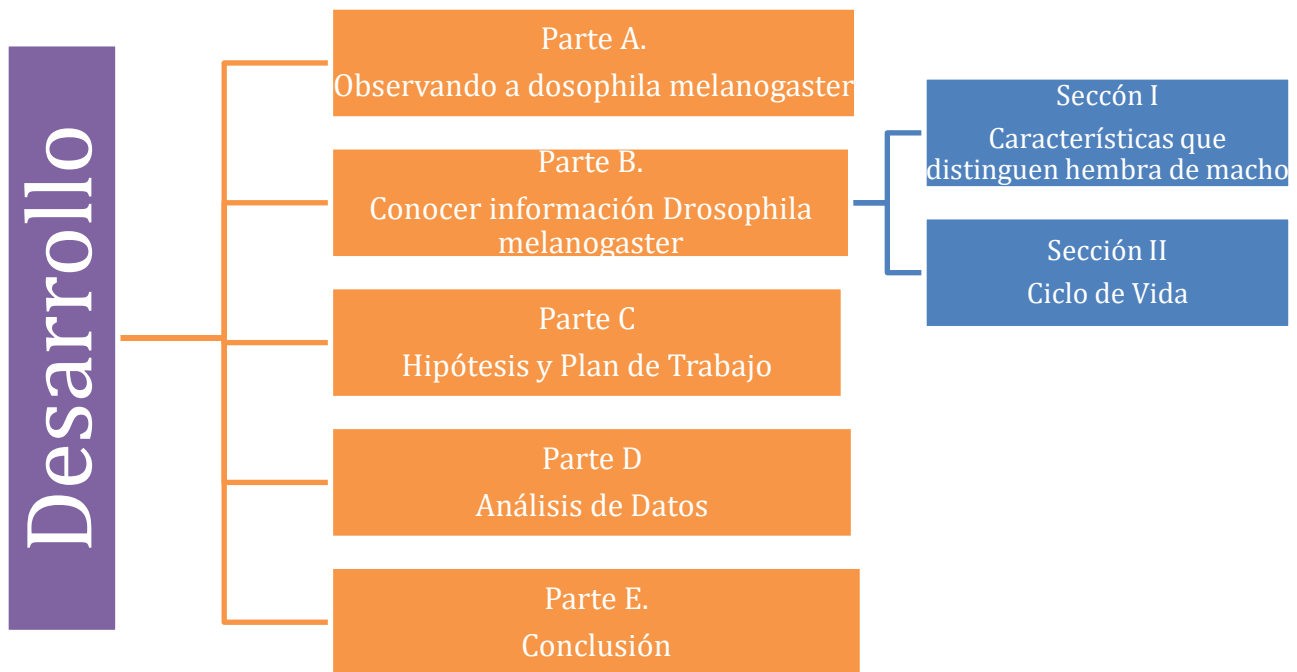 Desarrollo
Parte A.
Observando a dosophila melanogaster
Parte B.
Conocer información Drosophila
melanogaster
Seccón I
Característícas que
distinguen hembra de macho
Sección II
Ciclo de Vida
Parte C
Hipótesis y Plan de Trabajo
Parte D
Análisis de Datos
Parte E.
Conclusión